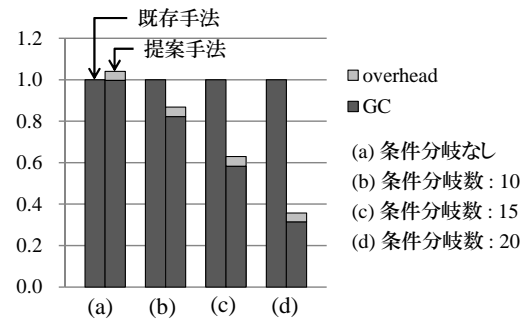 既存手法
提案手法
1.2
1.0
0.8
0.6
0.4
0.2
0.0
(a)
(b)
(c)
(d)
overhead
GC
(a) 条件分岐なし
(b) 条件分岐数 : 10
(c) 条件分岐数 : 15
(d) 条件分岐数 : 20